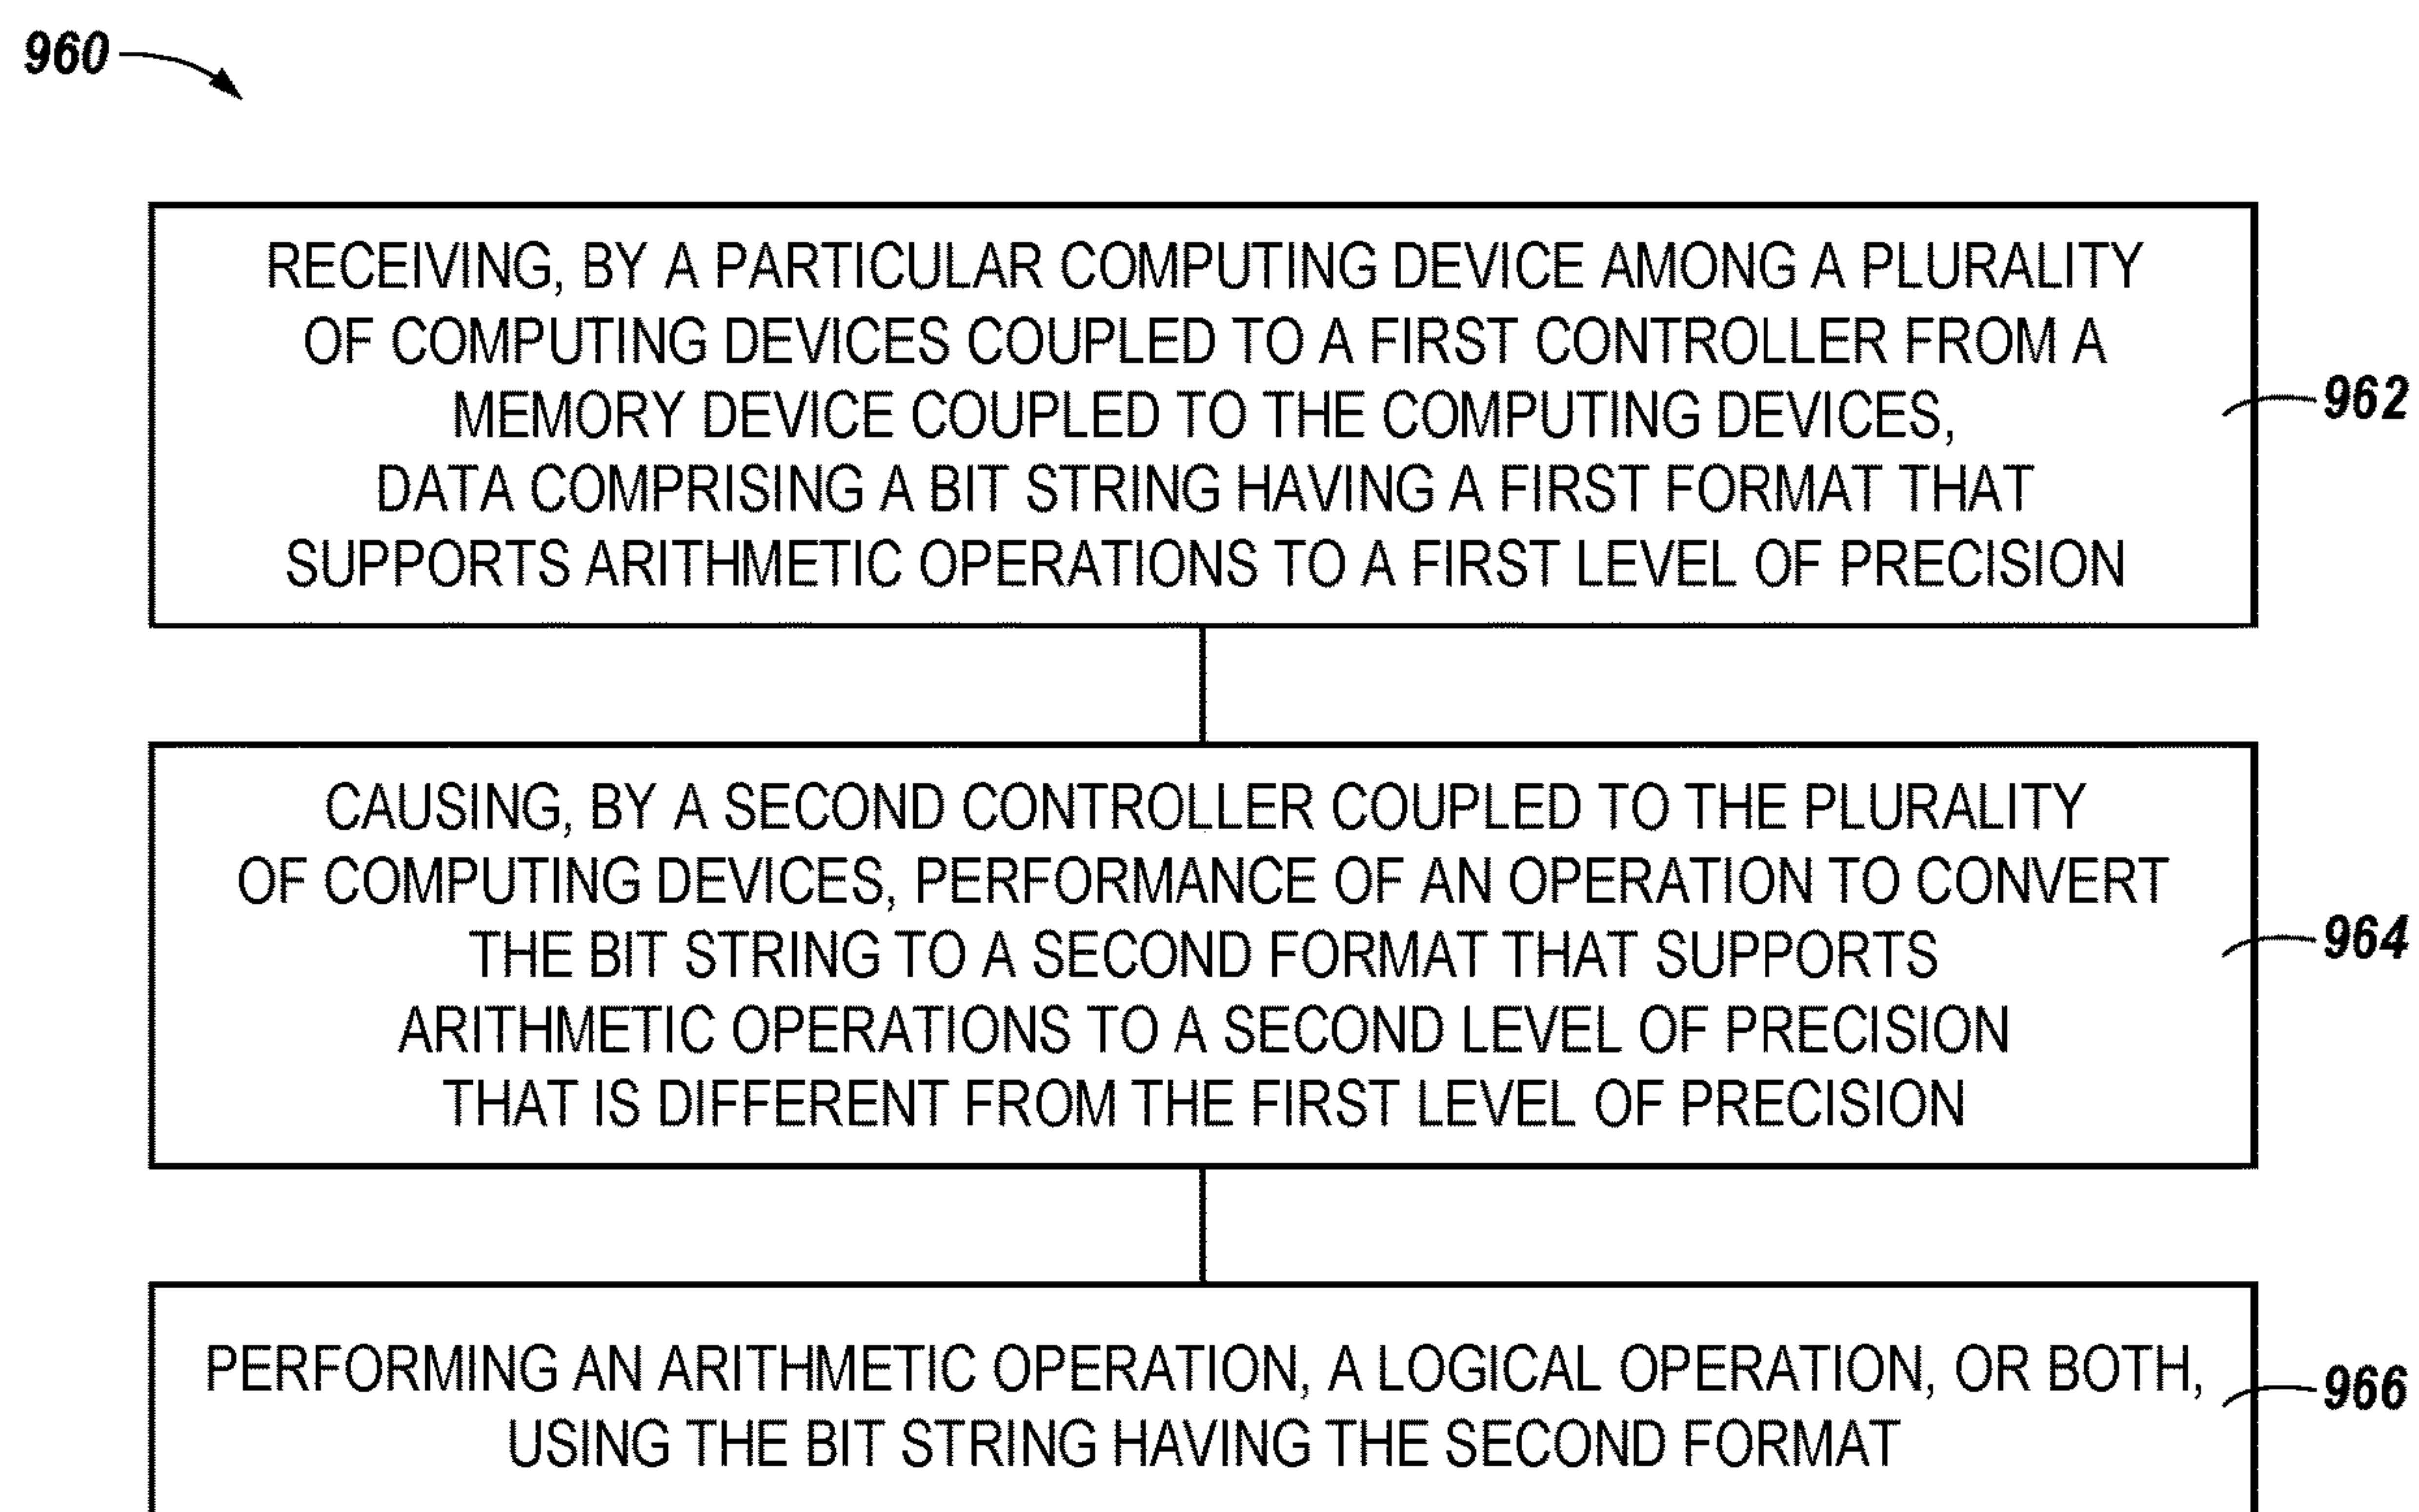 960
RECEIVING, BY A PARTICULAR COMPUTING DEVICE AMONG A PLURALITY
OF COMPUTING DEVICES COUPLED TO A FIRST CONTROLLER FROM A
MEMORY DEVICE COUPLED TO THE COMPUTING DEVICES,
DATA COMPRISING A BIT STRING HAVING A FIRST FORMAT THAT
SUPPORTS ARITHMETIC OPERATIONS TO A FIRST LEVEL OF PRECISION
962
CAUSING, BY A SECOND CONTROLLER COUPLED TO THE PLURALITY
OF COMPUTING DEVICES, PERFORMANCE OF AN OPERATION TO CONVERT
THE BIT STRING TO A SECOND FORMAT THAT SUPPORTS
ARITHMETIC OPERATIONS TO A SECOND LEVEL OF PRECISION
THAT IS DIFFERENT FROM THE FIRST LEVEL OF PRECISION
964
PERFORMING AN ARITHMETIC OPERATION, A LOGICAL OPERATION, OR BOTH,
USING THE BIT STRING HAVING THE SECOND FORMAT
966